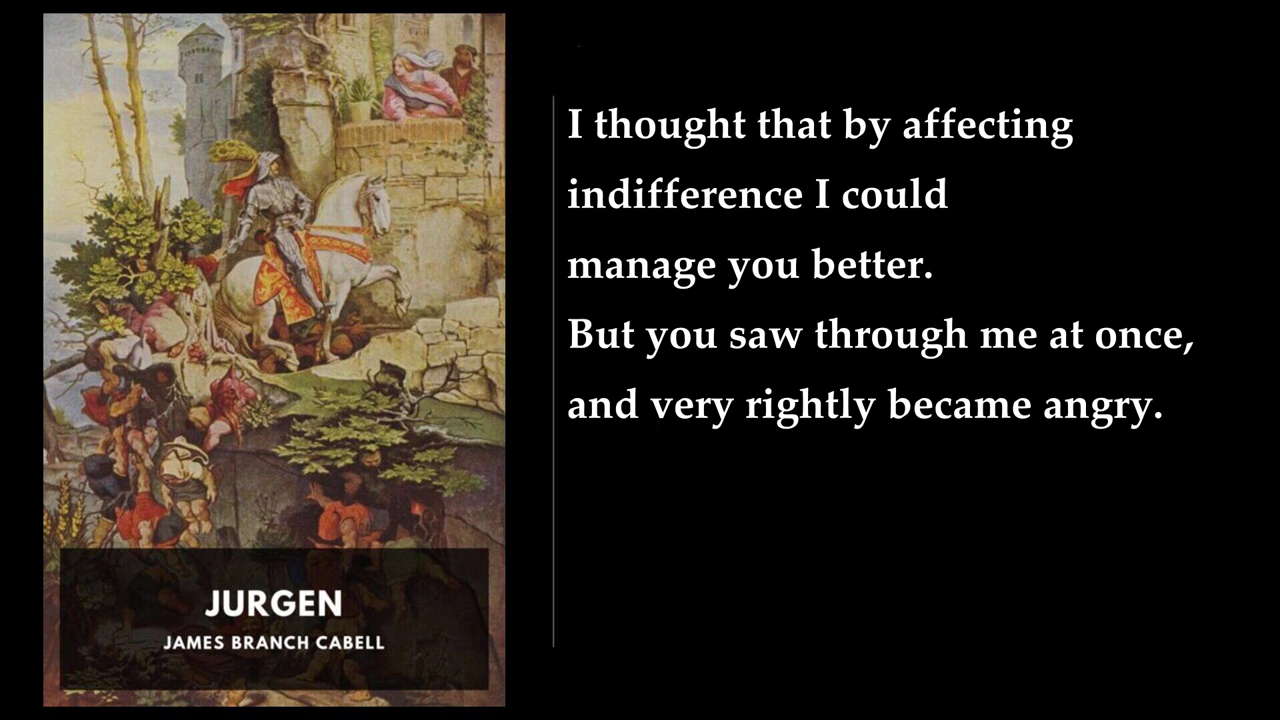 I thought that by affecting
indifference I could
manage you better.
But you saw through me at once,
and very rightly became angry.
JURGEN
JAMES BRANCH CABELL